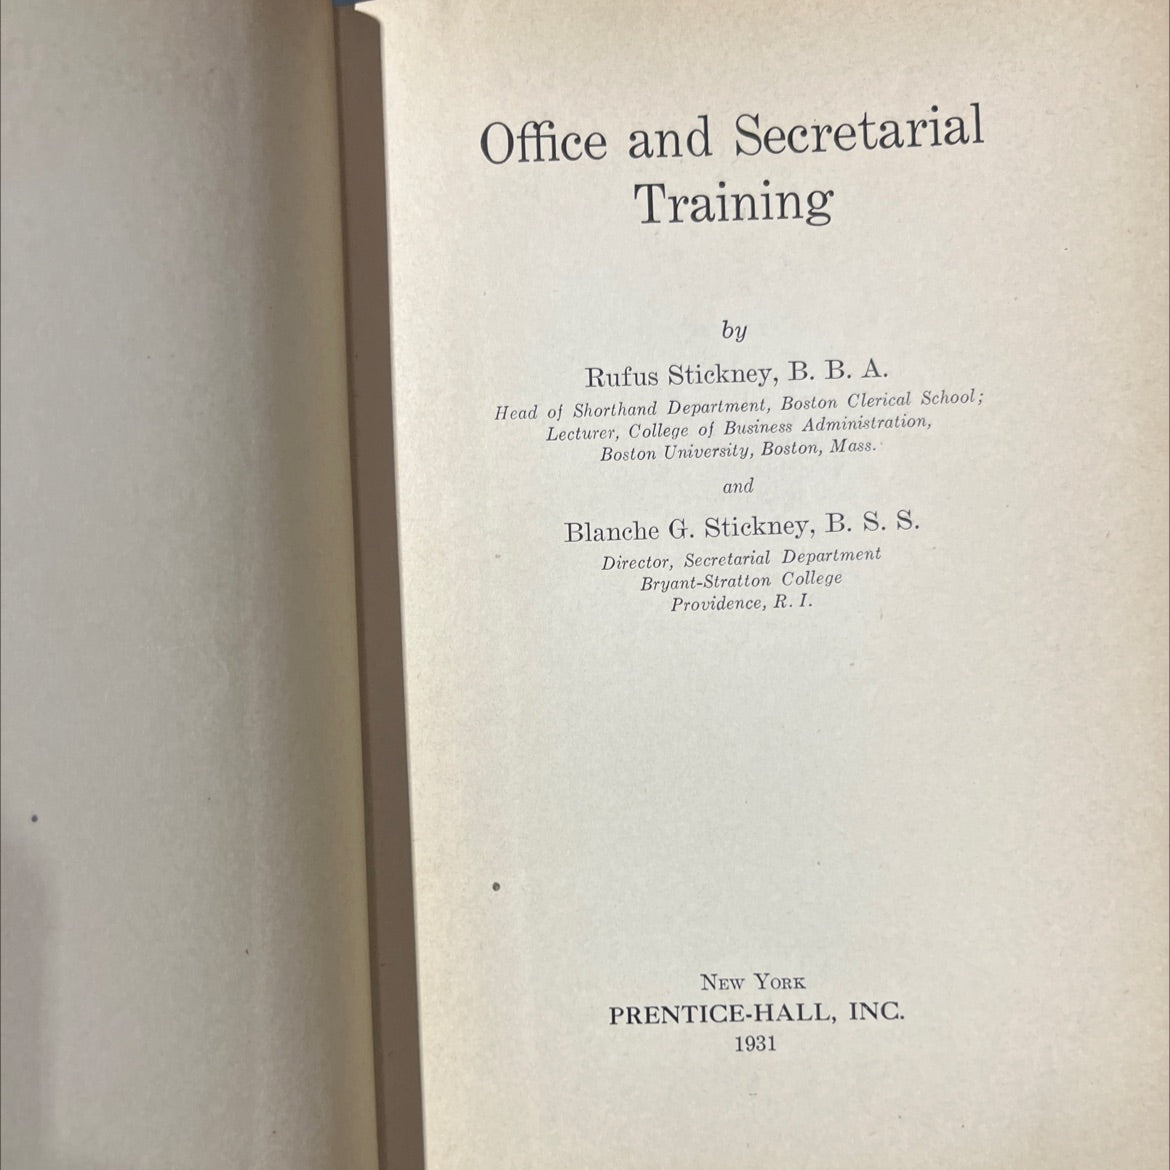 Office and Secretarial
Training
by
Rufus Stickney, B. B. A.
Head of Shorthand Department, Boston Clerical School;
Lecturer, College of Business Administration,
Boston University, Boston, Mass.
and
Blanche G. Stickney, B. S. S.
Director, Secretarial Department
Bryant-Stratton College
Providence, R. I.
New York
PRENTICE-HALL, INC.
1931